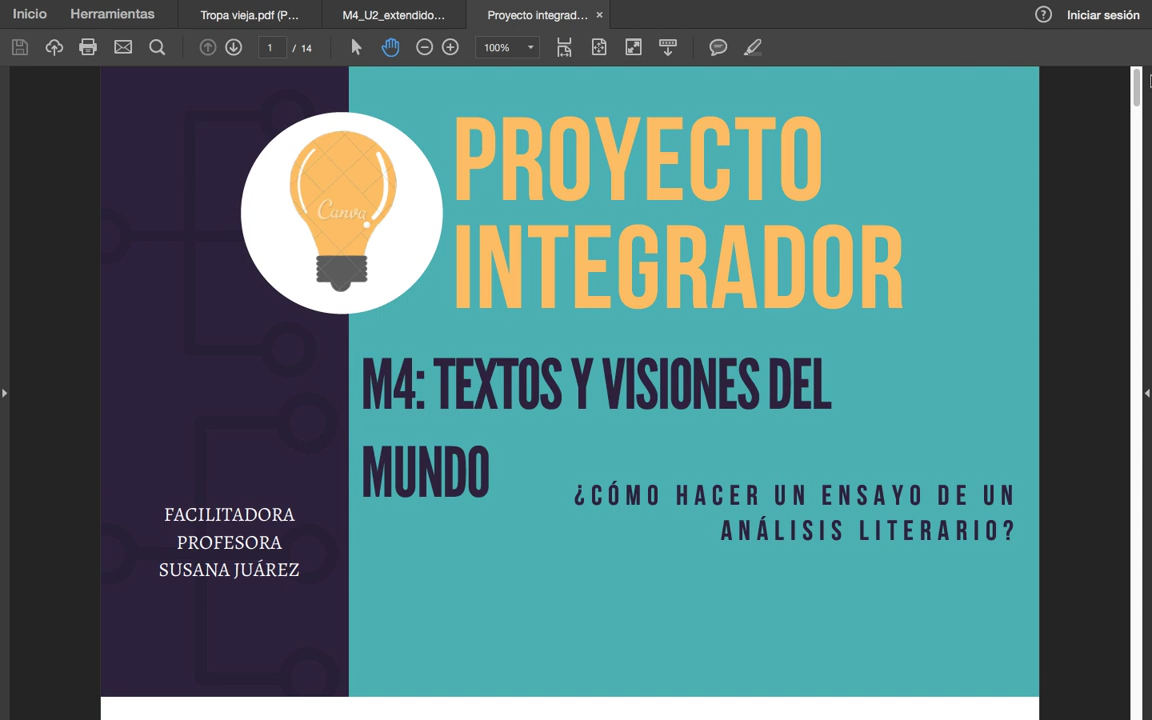 Inicio
Herramientas
Tropa vieja.pdf (P...
M4_U2_extendido...
Proyecto integrad... ×
Iniciar sesión
1 / 14
100%
PROYECTO
INTEGRADOR
Canva
M4: TEXTOS Y VISIONES DEL
MUNDO
¿CÓMO HACER UN ENSAYO DE UN
ANÁLISIS LITERARIO?
FACILITADORA
PROFESORA
SUSANA JUÁREZ